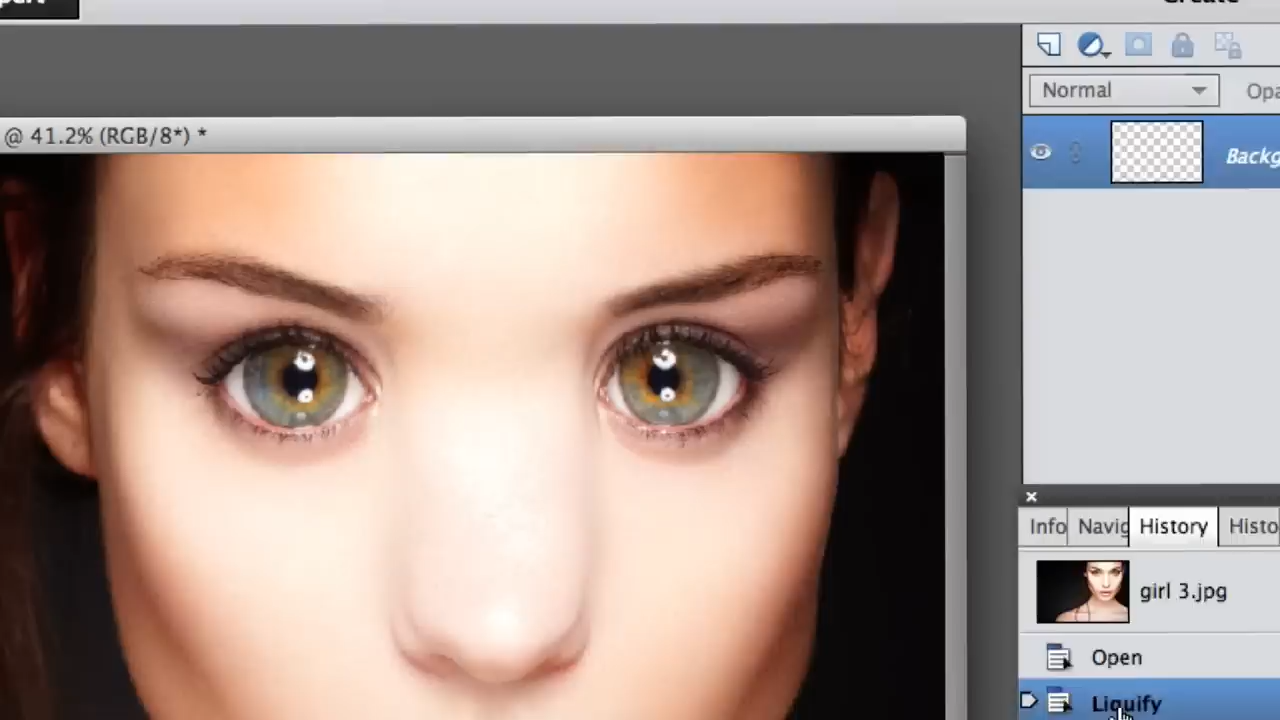 Create
@ 41.2% (RGB/8*) *
Normal
Opa
Backg
Info
Navig
History
Histo
girl 3.jpg
Open
Liquify